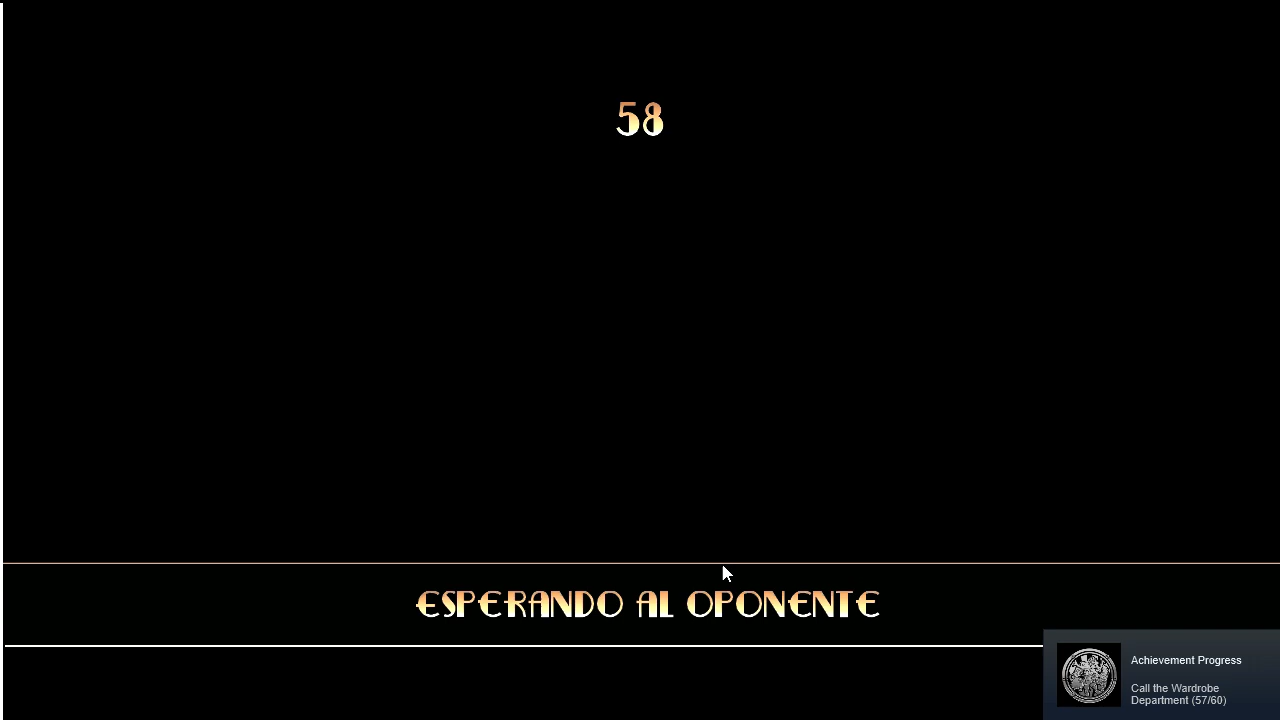 58
ESPERANDO AL OPONENTE
Achievement Progress
Call the Wardrobe
Department (57/60)